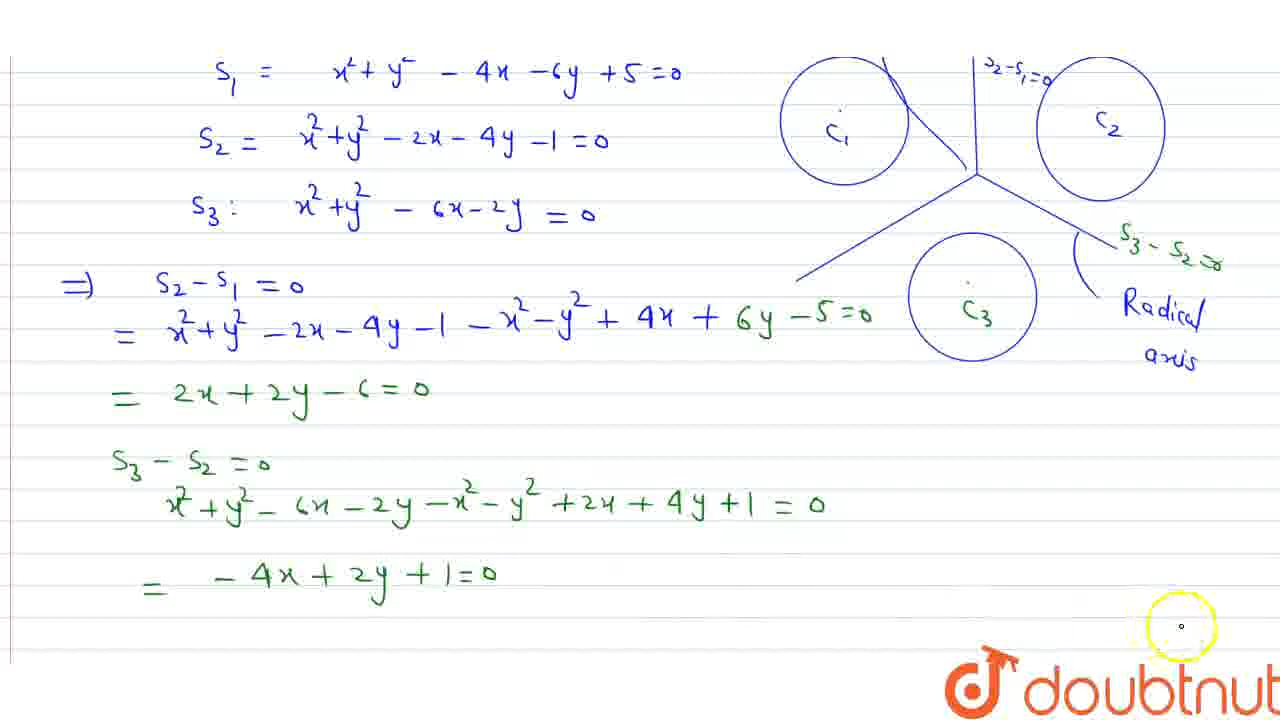 S₁ = x² + y² - 4x - 6y + 5 = 0
S₂ = x² + y² - 2x - 4y - 1 = 0
S₃ : x² + y² - 6x - 2y = 0
⇒) S₂ - S₁ = 0
= x² + y² - 2x - 4y - 1 - x² - y² + 4x + 6y - 5 = 0
= 2x + 2y - 6 = 0
S₃ - S₂ = 0
x² + y² - 6x - 2y - x² - y² + 2x + 4y + 1 = 0
= - 4x + 2y + 1 = 0
S₂ - S₁ = 0
C₁
C₂
S₃ - S₂ = 0
C₃
Radical
axis
doubtnut